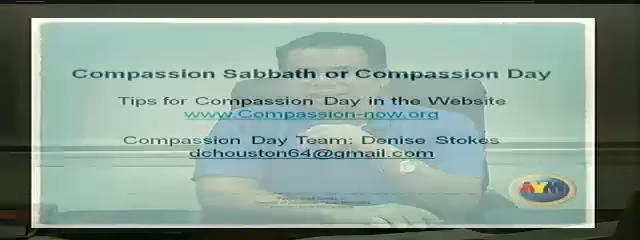 Compassion Sabbath or Compassion Day
Tips for Compassion Day in the Website
www.Compassion-now.org
Compassion Day Team: Denise Stokes
dchouston64@gmail.com
AYM